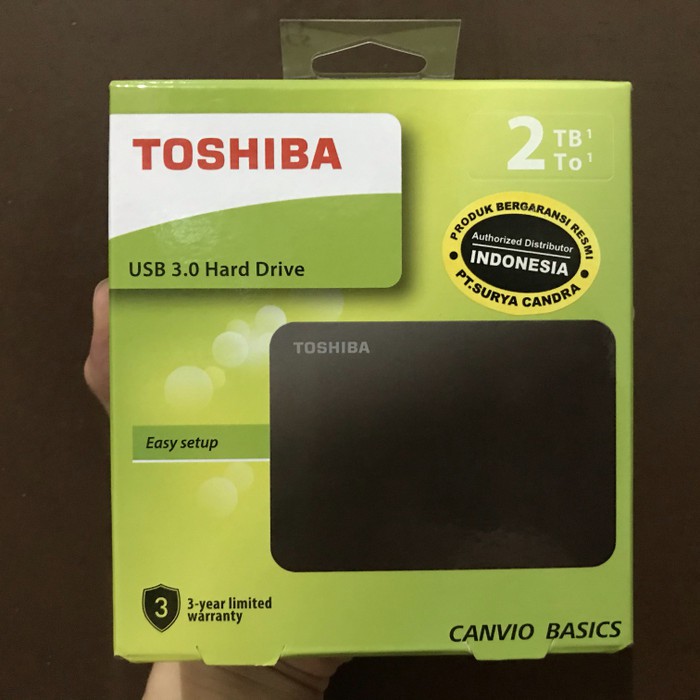 TOSHIBA
USB 3.0 Hard Drive
2 TB¹
To¹
PRODUK BERGARANSI RESMI
Authorized Distributor
INDONESIA
• PT.SURYA CANDRA •
TOSHIBA
Easy setup
3
3-year limited
warranty
CANVIO BASICS